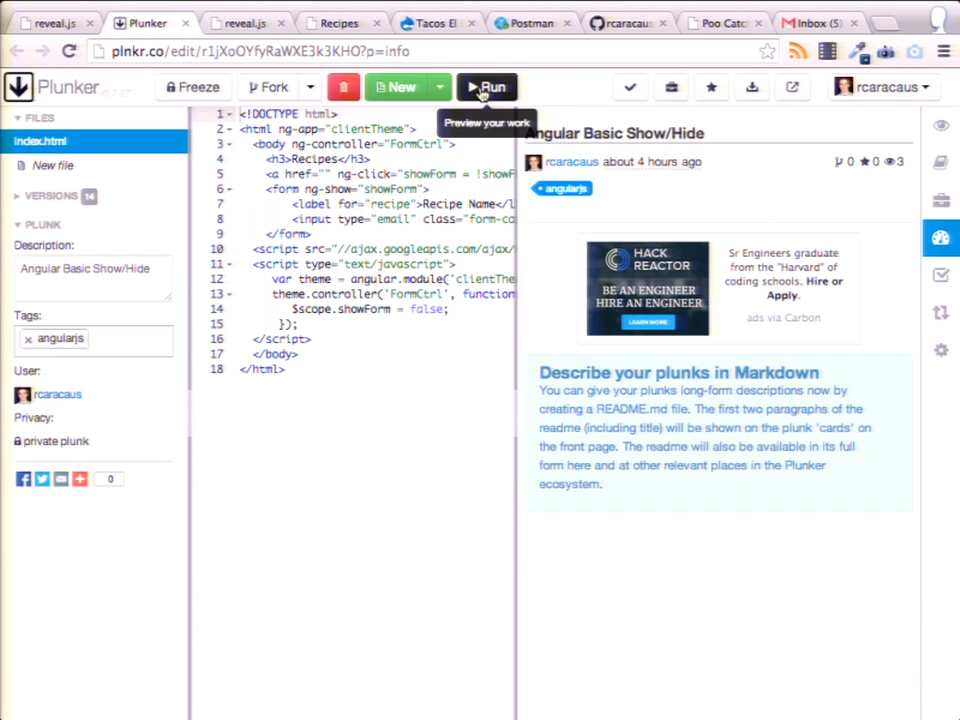 reveal.js
Plunker
reveal.js
Recipes
Tacos El
Postman
rcaracau
Poo Catc
Inbox (5)
plnkr.co/edit/r1jXoOYfyRaWXE3k3KHO?p=info
Plunker
Freeze
Fork
New
Run
rcaracaus
Preview your work
FILES
index.html
New file
VERSIONS 14
PLUNK
Description:
Angular Basic Show/Hide
Tags:
angularjs
User:
rcaracaus
Privacy:
private plunk
0
1 <!DOCTYPE html>
2 <html ng-app="clientTheme">
3 <body ng-controller="FormCtrl">
4 <h3>Recipes</h3>
5 <a href="" ng-click="showForm = !showF
6 <form ng-show="showForm">
7 <label for="recipe">Recipe Name</l
8 <input type="email" class="form-co
9 </form>
10 <script src="//ajax.googleapis.com/ajax/
11 <script type="text/javascript">
12 var theme = angular.module('clientThe
13 theme.controller('FormCtrl', function
14 $scope.showForm = false;
15 });
16 </script>
17 </body>
18 </html>
Angular Basic Show/Hide
rcaracaus about 4 hours ago
0 0 3
angularjs
HACK
REACTOR
BE AN ENGINEER
HIRE AN ENGINEER
LEARN MORE
Sr Engineers graduate
from the "Harvard" of
coding schools. Hire or
Apply.
ads via Carbon
Describe your plunks in Markdown
You can give your plunks long-form descriptions now by
creating a README.md file. The first two paragraphs of the
readme (including title) will be shown on the plunk 'cards' on
the front page. The readme will also be available in its full
form here and at other relevant places in the Plunker
ecosystem.